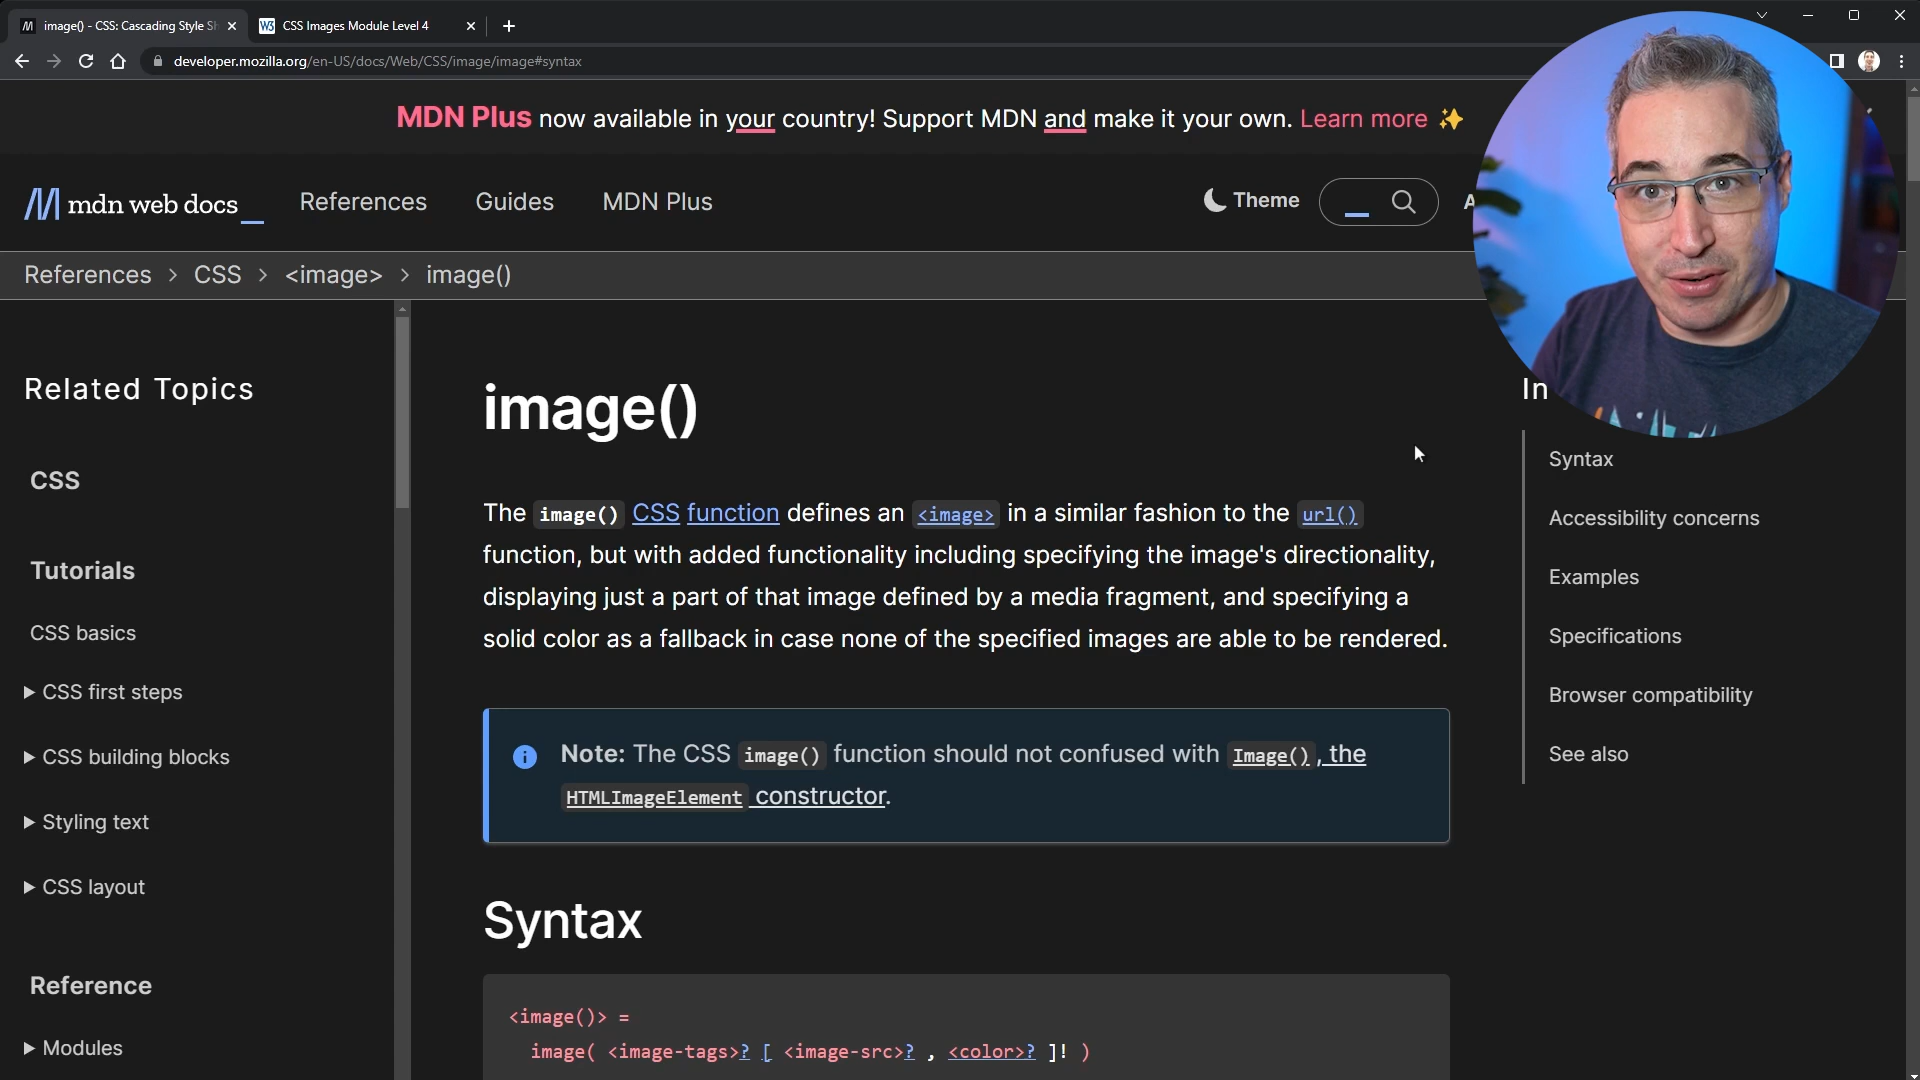 image() - CSS: Cascading Style Sh
CSS Images Module Level 4
developer.mozilla.org/en-US/docs/Web/CSS/image/image#syntax
MDN Plus now available in your country! Support MDN and make it your own. Learn more ✨
mdn web docs_
References
Guides
MDN Plus
Theme
References > CSS > <image> > image()
Related Topics
CSS
Tutorials
CSS basics
▶ CSS first steps
▶ CSS building blocks
▶ Styling text
▶ CSS layout
Reference
▶ Modules
image()
The image() CSS function defines an <image> in a similar fashion to the url()
function, but with added functionality including specifying the image's directionality,
displaying just a part of that image defined by a media fragment, and specifying a
solid color as a fallback in case none of the specified images are able to be rendered.
Note: The CSS image() function should not confused with Image(), the
HTMLImageElement constructor.
Syntax
<image()> =
image( <image-tags>? [ <image-src>? , <color>? ]! )
In
Syntax
Accessibility concerns
Examples
Specifications
Browser compatibility
See also